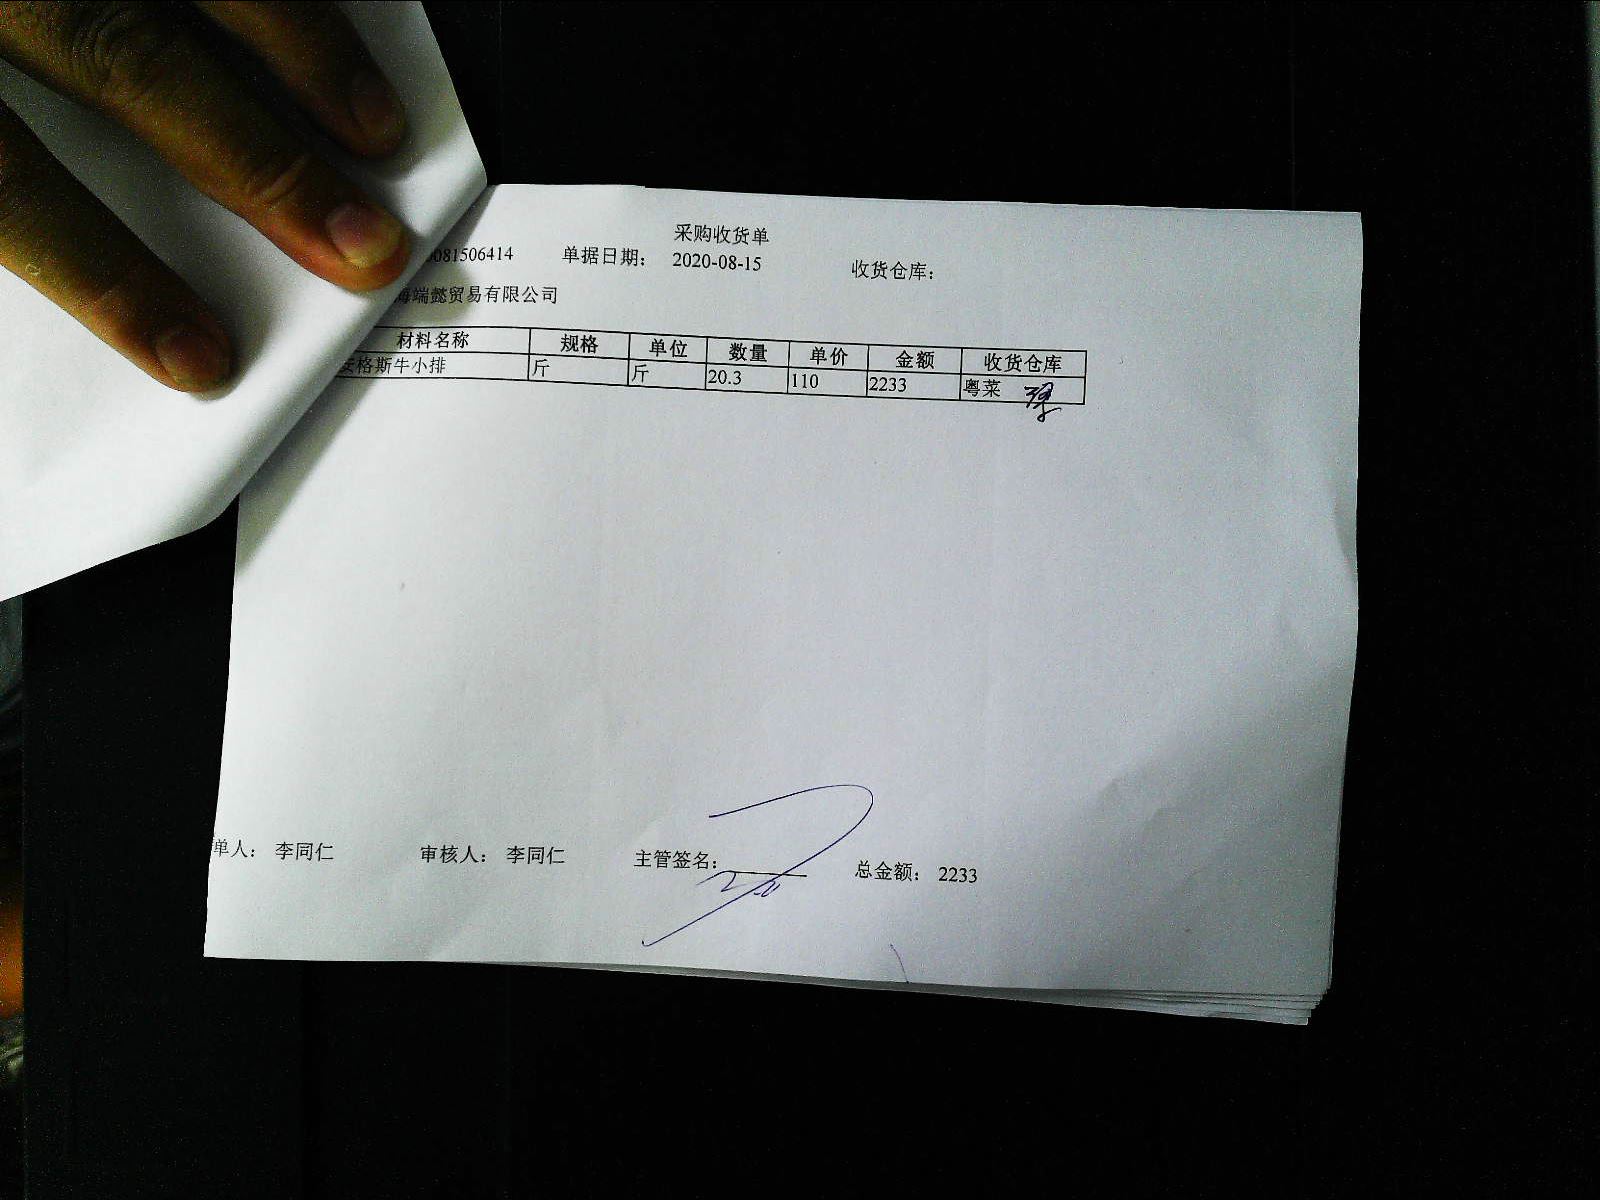 采购收货单
081506414 单据日期: 2020-08-15 收货仓库:
海端懿贸易有限公司
材料名称 规格 单位 数量 单价 金额 收货仓库
安格斯牛小排 斤 斤 20.3 110 2233 粤菜
单人: 李同仁 审核人: 李同仁 主管签名: 总金额: 2233